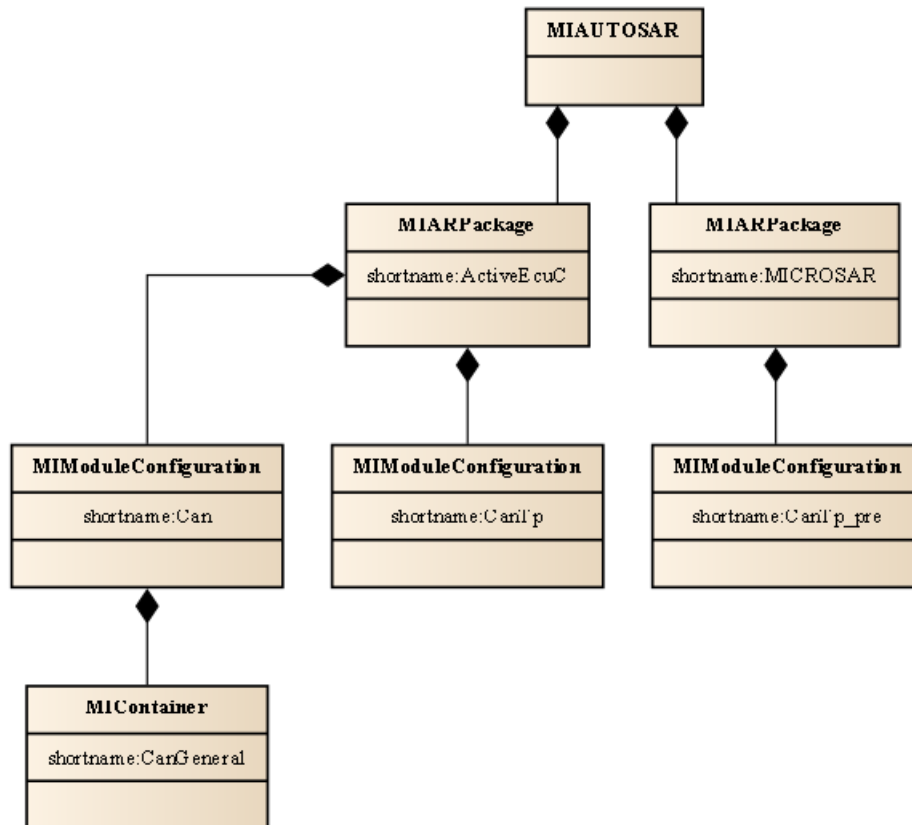 MIAUTOSAR
MIARPackage
shortname:ActiveEcuC
MIARPackage
shortname:MICROSAR
MIModuleConfiguration
shortname:Can
MIModuleConfiguration
shortname:CanTp
MIModuleConfiguration
shortname:CanTp_pre
MIContainer
shortname:CanGeneral